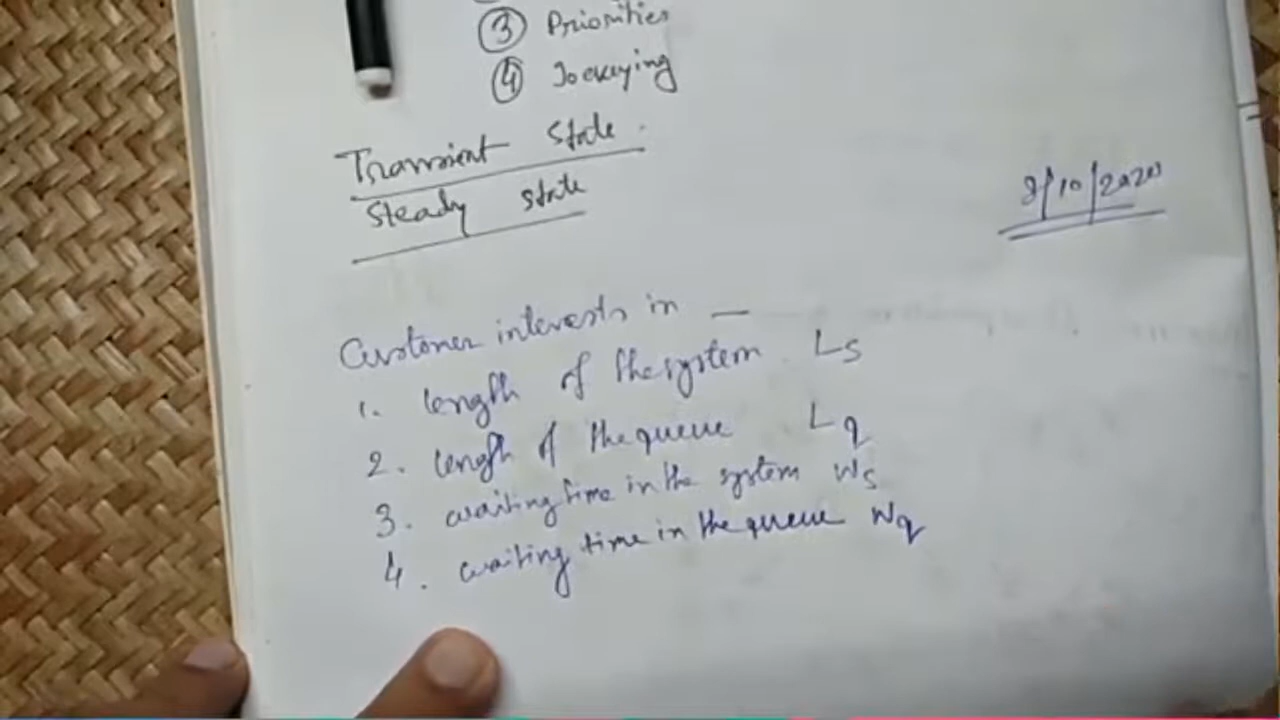 ③ Priorities
④ Jockeying
Transient State.
Steady State
8/10/2020
Customer interests in —
1. length of the system Ls
2. length of the queue Lq
3. waiting time in the system Ws
4. waiting time in the queue Wq